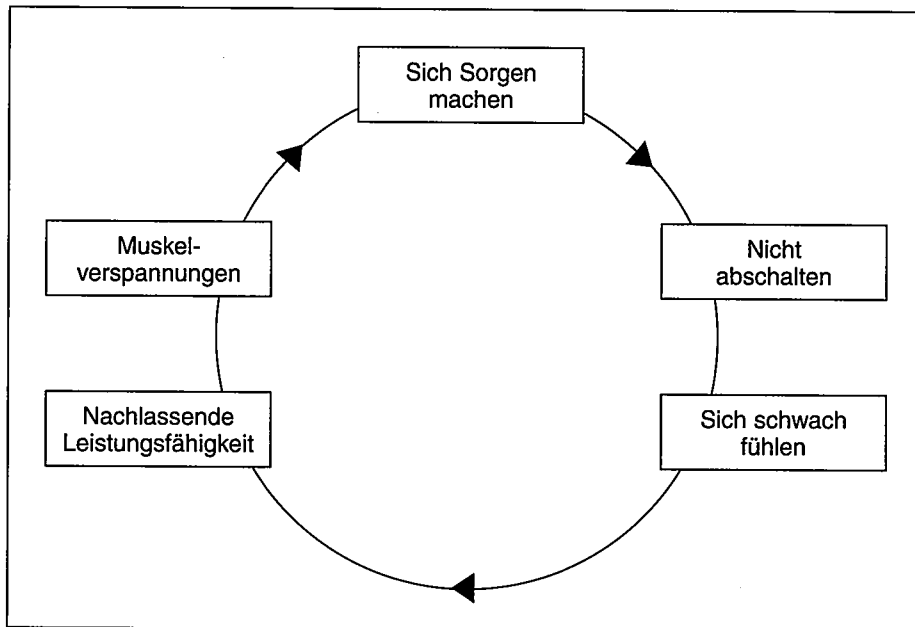 Sich Sorgen
machen
Nicht
abschalten
Sich schwach
fühlen
Nachlassende
Leistungsfähigkeit
Muskel-
verspannungen